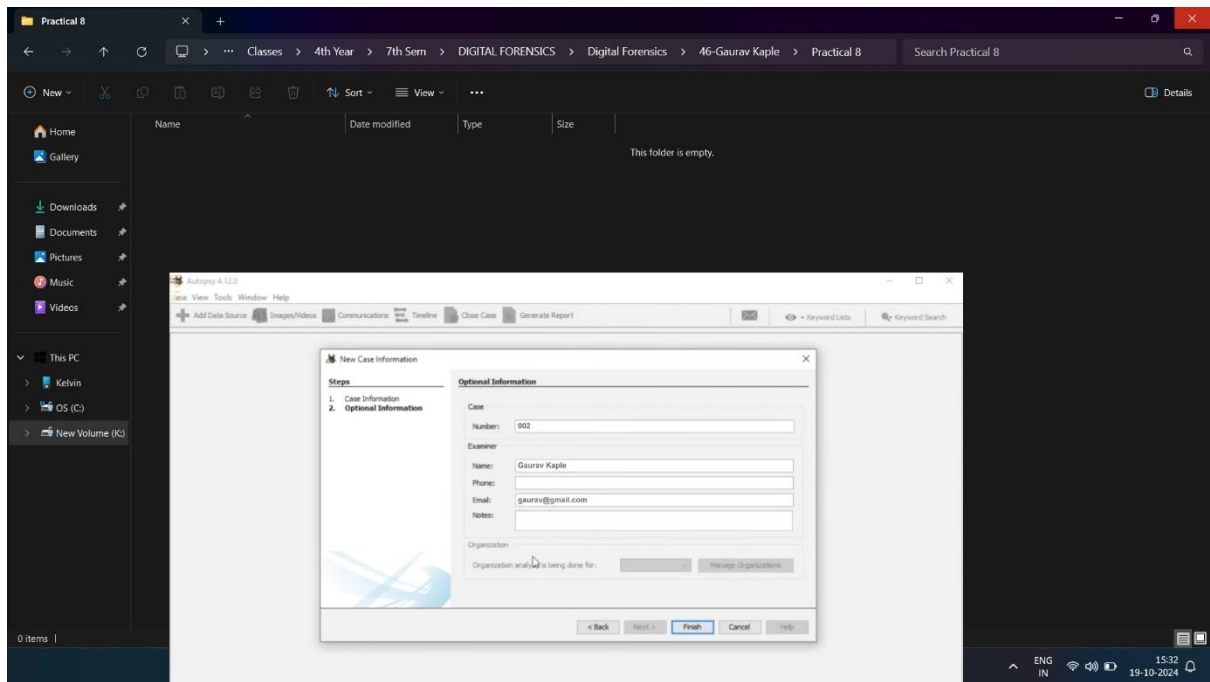 Practical 8
Classes > 4th Year > 7th Sem > DIGITAL FORENSICS > Digital Forensics > 46-Gaurav Kaple > Practical 8
Search Practical 8
New
Sort
View
Details
Home
Gallery
Downloads
Documents
Pictures
Music
Videos
This PC
Kelvin
OS (C:)
New Volume (K:)
Name
Date modified
Type
Size
This folder is empty.
Autopsy 4.12.0
ase View Tools Window Help
Add Data Source Images/Videos Communications Timeline Close Case Generate Report
Keyword Lists
Keyword Search
New Case Information
Steps
1. Case Information
2. Optional Information
Optional Information
Case
Number: 002
Examiner
Name: Gaurav Kaple
Phone:
Email: gaurav@gmail.com
Notes:
Organization
Organization analysis is being done for:
Manage Organizations
< Back
Next >
Finish
Cancel
Help
0 items
ENG
IN
15:32
19-10-2024